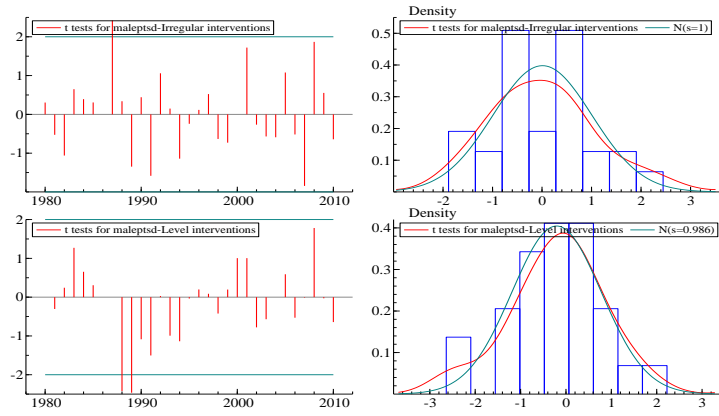 Density
t tests for maleptsd-Irregular interventions
t tests for maleptsd-Irregular interventions N(s=1)
2
1
0
-1
1980 1990 2000 2010
0.5
0.4
0.3
0.2
0.1
-3 -2 -1 0 1 2 3
Density
t tests for maleptsd-Level interventions
t tests for maleptsd-Level interventions N(s=0.986)
2
1
0
-1
-2
1980 1990 2000 2010
0.4
0.3
0.2
0.1
-3 -2 -1 0 1 2 3